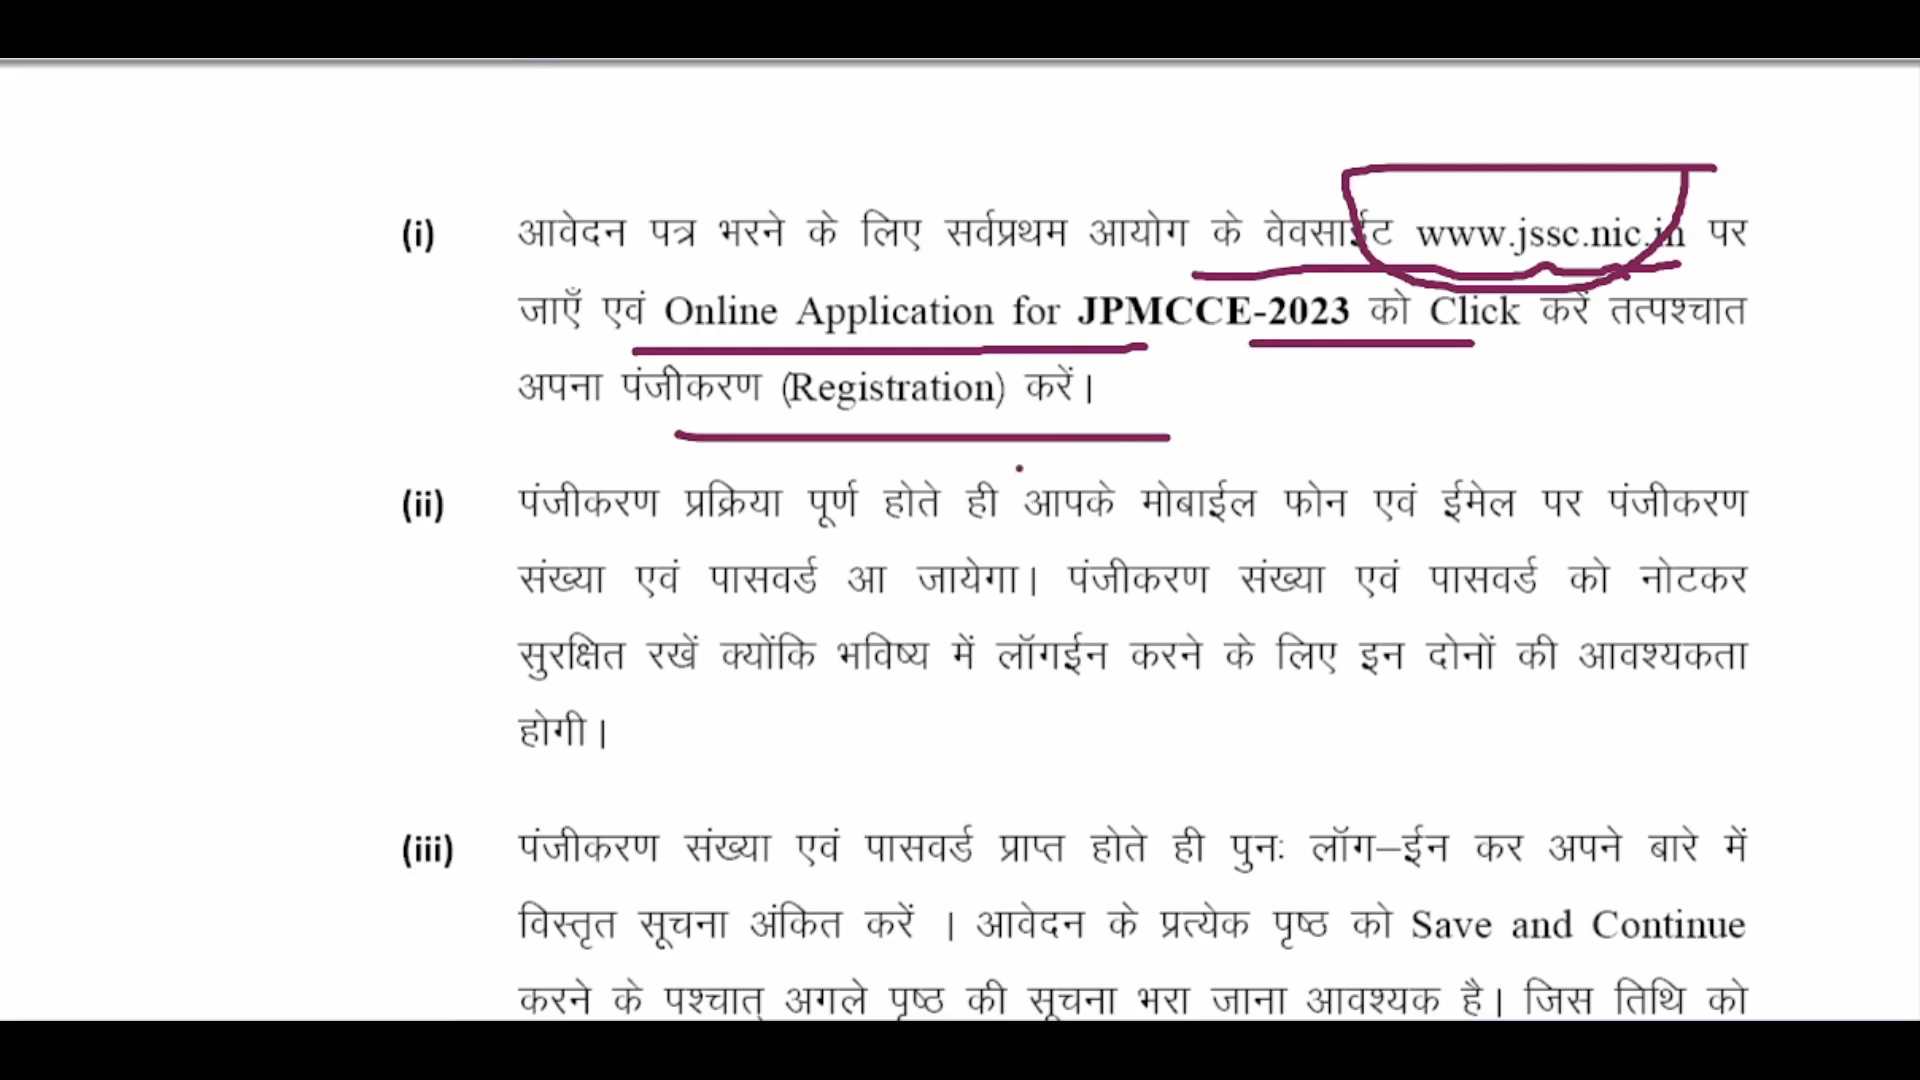 (i) आवेदन पत्र भरने के लिए सर्वप्रथम आयोग के वेवसाईट www.jssc.nic.in पर
जाएँ एवं Online Application for JPMCCE-2023 को Click करें तत्पश्चात
अपना पंजीकरण (Registration) करें।
(ii) पंजीकरण प्रक्रिया पूर्ण होते ही आपके मोबाईल फोन एवं ईमेल पर पंजीकरण
संख्या एवं पासवर्ड आ जायेगा। पंजीकरण संख्या एवं पासवर्ड को नोटकर
सुरक्षित रखें क्योंकि भविष्य में लॉगईन करने के लिए इन दोनों की आवश्यकता
होगी।
(iii) पंजीकरण संख्या एवं पासवर्ड प्राप्त होते ही पुनः लॉग–ईन कर अपने बारे में
विस्तृत सूचना अंकित करें । आवेदन के प्रत्येक पृष्ठ को Save and Continue
करने के पश्चात् अगले पृष्ठ की सूचना भरा जाना आवश्यक है। जिस तिथि को